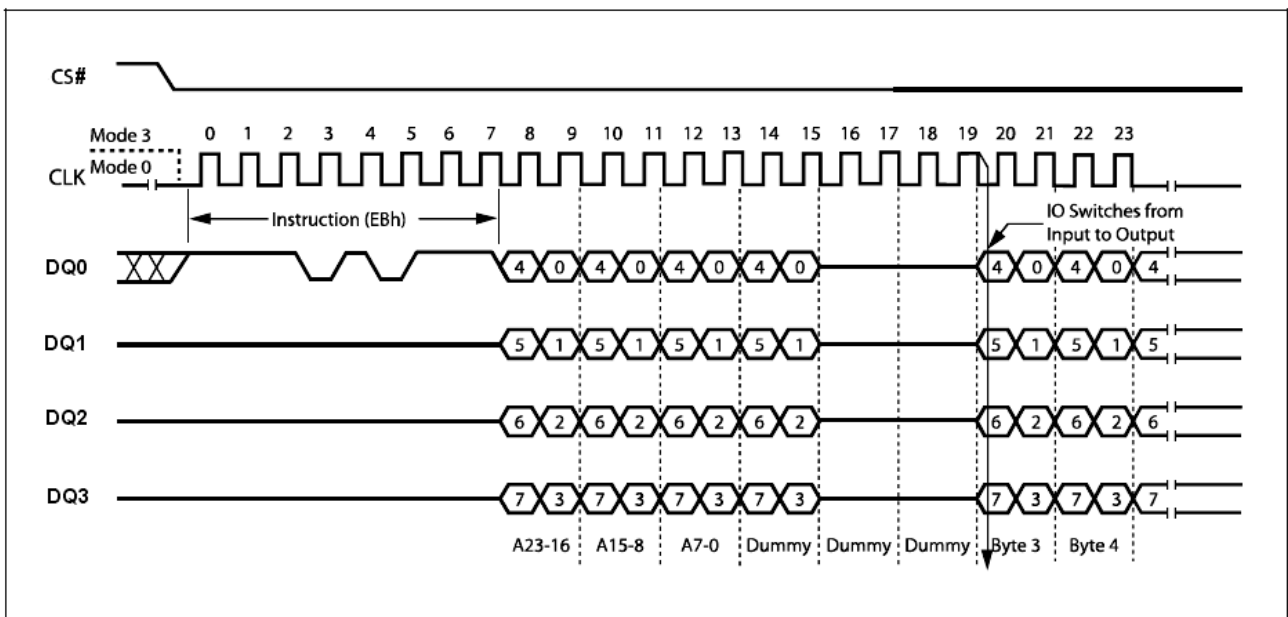 CS#
Mode 3
0 1 2 3 4 5 6 7 8 9 10 11 12 13 14 15 16 17 18 19 20 21 22 23
CLK Mode 0
Instruction (EBh)
IO Switches from
Input to Output
DQ0 4 0 4 0 4 0 4 0 4 0 4 0 4
DQ1 5 1 5 1 5 1 5 1 5 1 5 1 5
DQ2 6 2 6 2 6 2 6 2 6 2 6 2 6
DQ3 7 3 7 3 7 3 7 3 7 3 7 3 7
A23-16 A15-8 A7-0 Dummy Dummy Dummy Byte 3 Byte 4